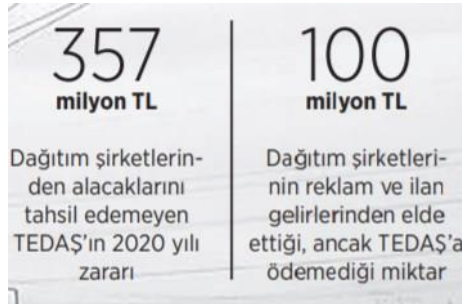 357
milyon TL
Dağıtım şirketlerin-
den alacaklarını
tahsil edemeyen
TEDAŞ'ın 2020 yılı
zararı
100
milyon TL
Dağıtım şirketleri-
nin reklam ve ilan
gelirlerinden elde
ettiği, ancak TEDAŞ'a
ödemediği miktar